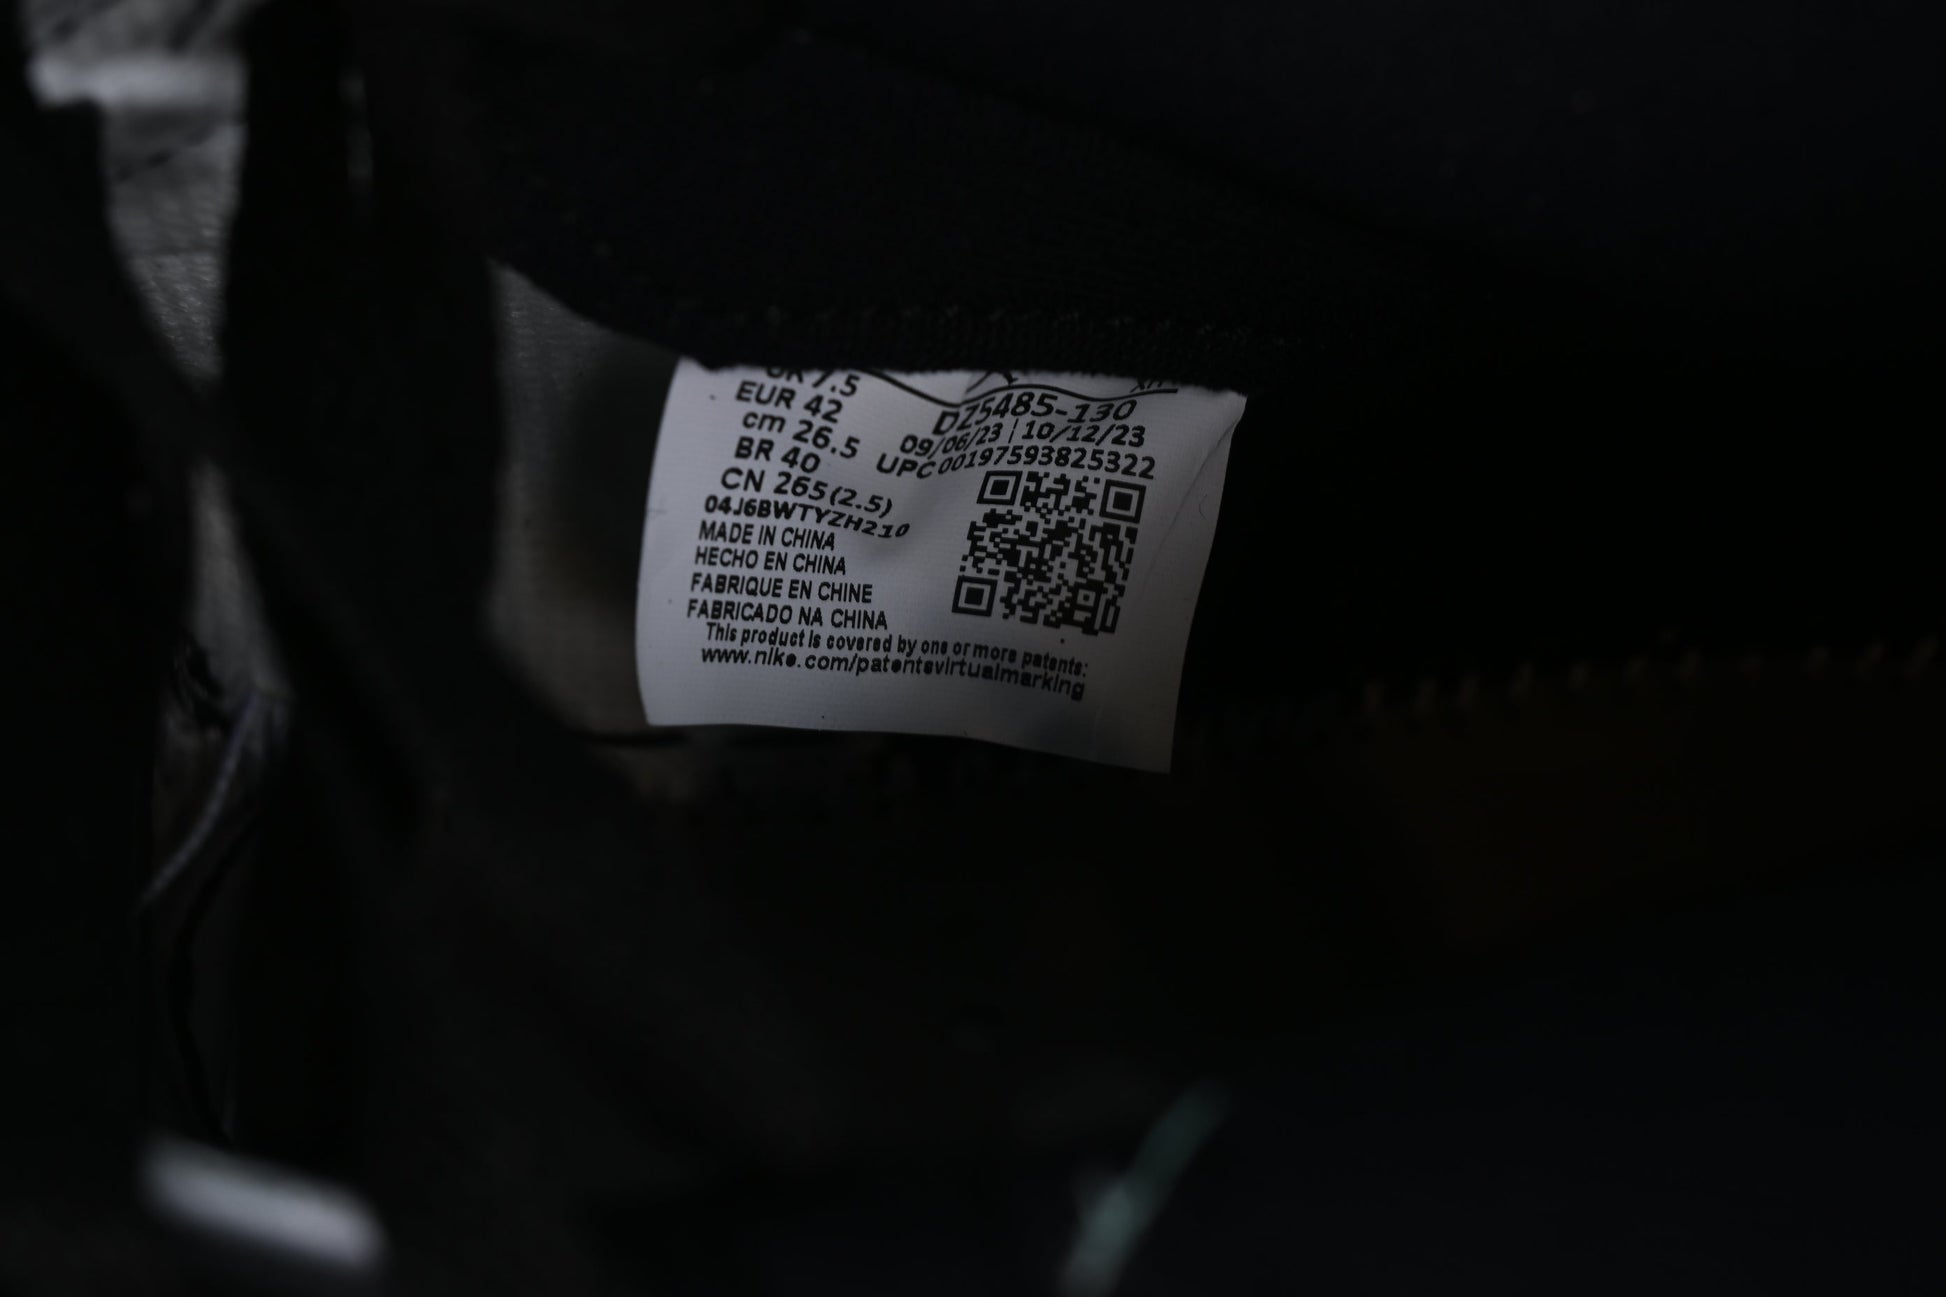 UK 7.5
EUR 42
cm 26.5
BR 40
CN 265(2.5)
04J6BWTYZH210
MADE IN CHINA
HECHO EN CHINA
FABRIQUE EN CHINE
FABRICADO NA CHINA
DZ5485-130
09/06/23 | 10/12/23
UPC 00197593825322
This product is covered by one or more patents:
www.nike.com/patentsvirtualmarking